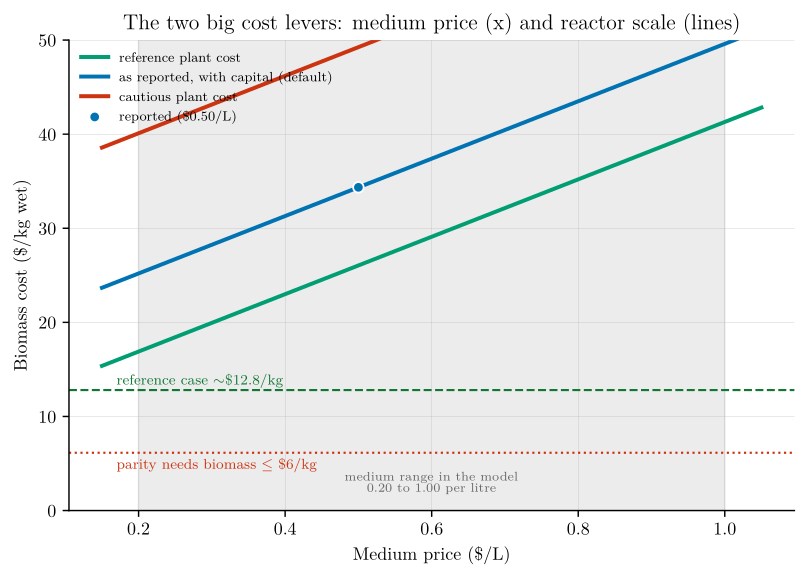 The two big cost levers: medium price (x) and reactor scale (lines)
reference plant cost
as reported, with capital (default)
cautious plant cost
reported ($0.50/L)
50
40
30
20
10
0
Biomass cost ($/kg wet)
reference case ~$12.8/kg
parity needs biomass ≤ $6/kg
medium range in the model
0.20 to 1.00 per litre
0.2 0.4 0.6 0.8 1.0
Medium price ($/L)